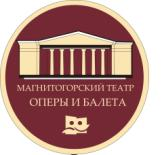 МАГНИТОГОРСКИЙ ТЕАТР
ОПЕРЫ И БАЛЕТА